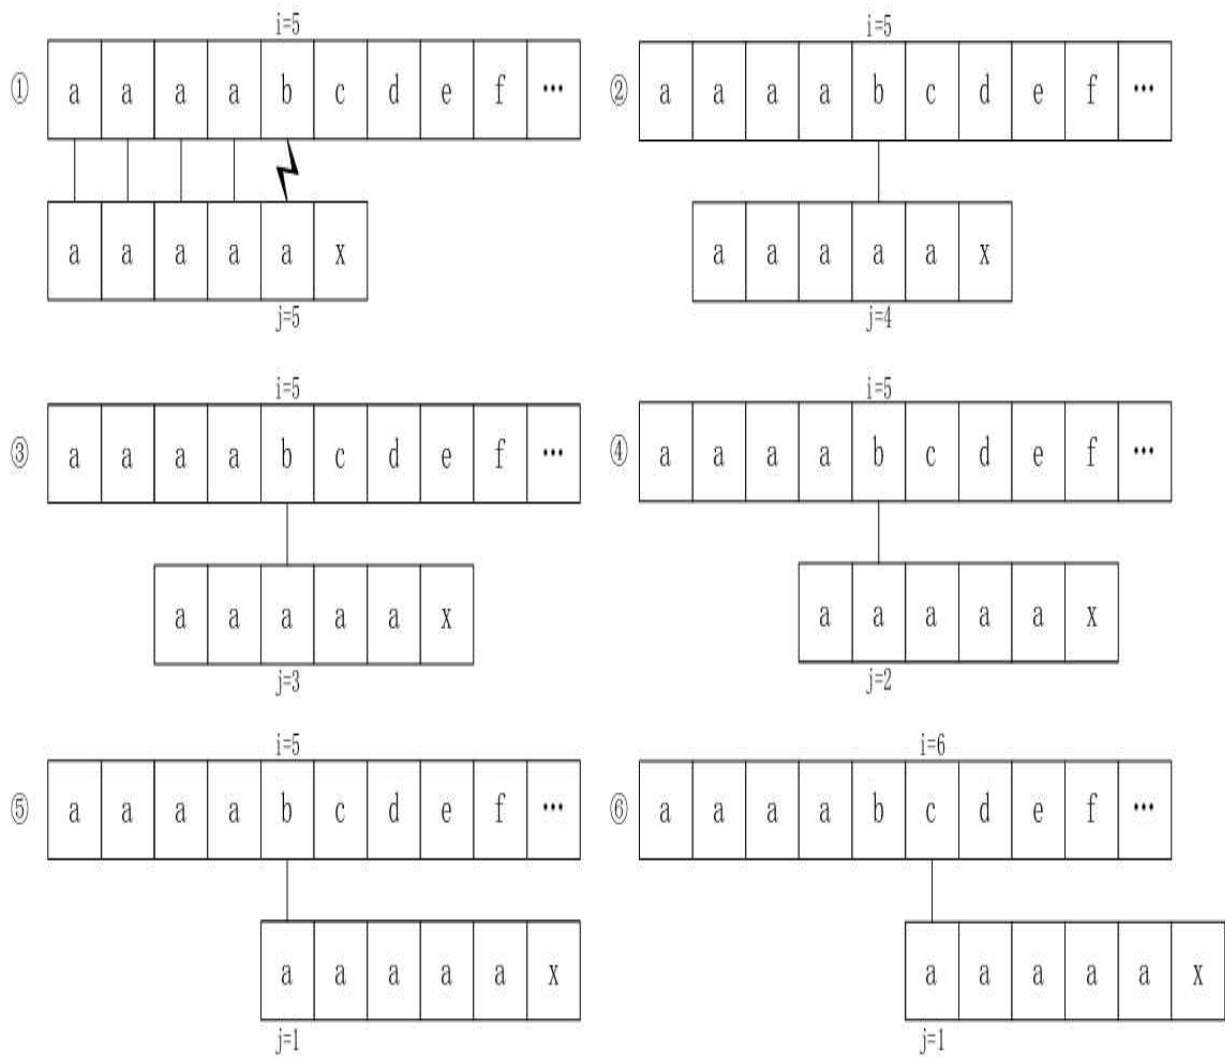 i=5
① a a a a b c d e f …
a a a a a x
j=5
i=5
② a a a a b c d e f …
a a a a a x
j=4
i=5
③ a a a a b c d e f …
a a a a a x
j=3
i=5
④ a a a a b c d e f …
a a a a a x
j=2
i=5
⑤ a a a a b c d e f …
a a a a a x
j=1
i=6
⑥ a a a a b c d e f …
a a a a a x
j=1